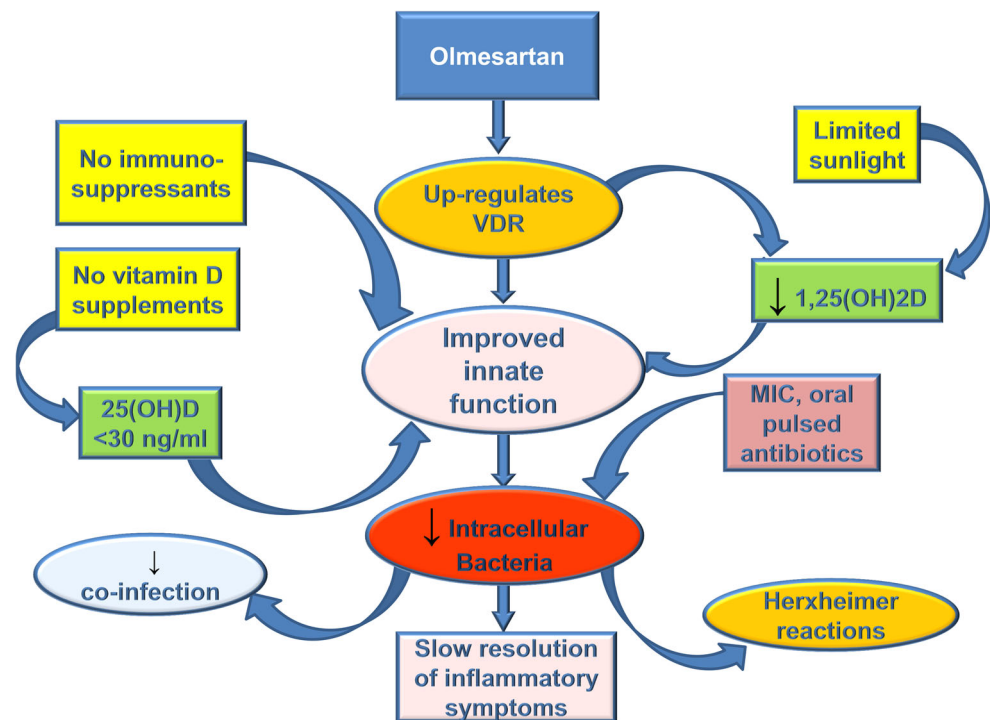 Olmesartan
No immuno-
suppressants
Limited
sunlight
Up-regulates
VDR
No vitamin D
supplements
↓ 1,25(OH)2D
Improved
innate
function
25(OH)D
<30 ng/ml
MIC, oral
pulsed
antibiotics
↓ Intracellular
Bacteria
↓
co-infection
Herxheimer
reactions
Slow resolution
of inflammatory
symptoms